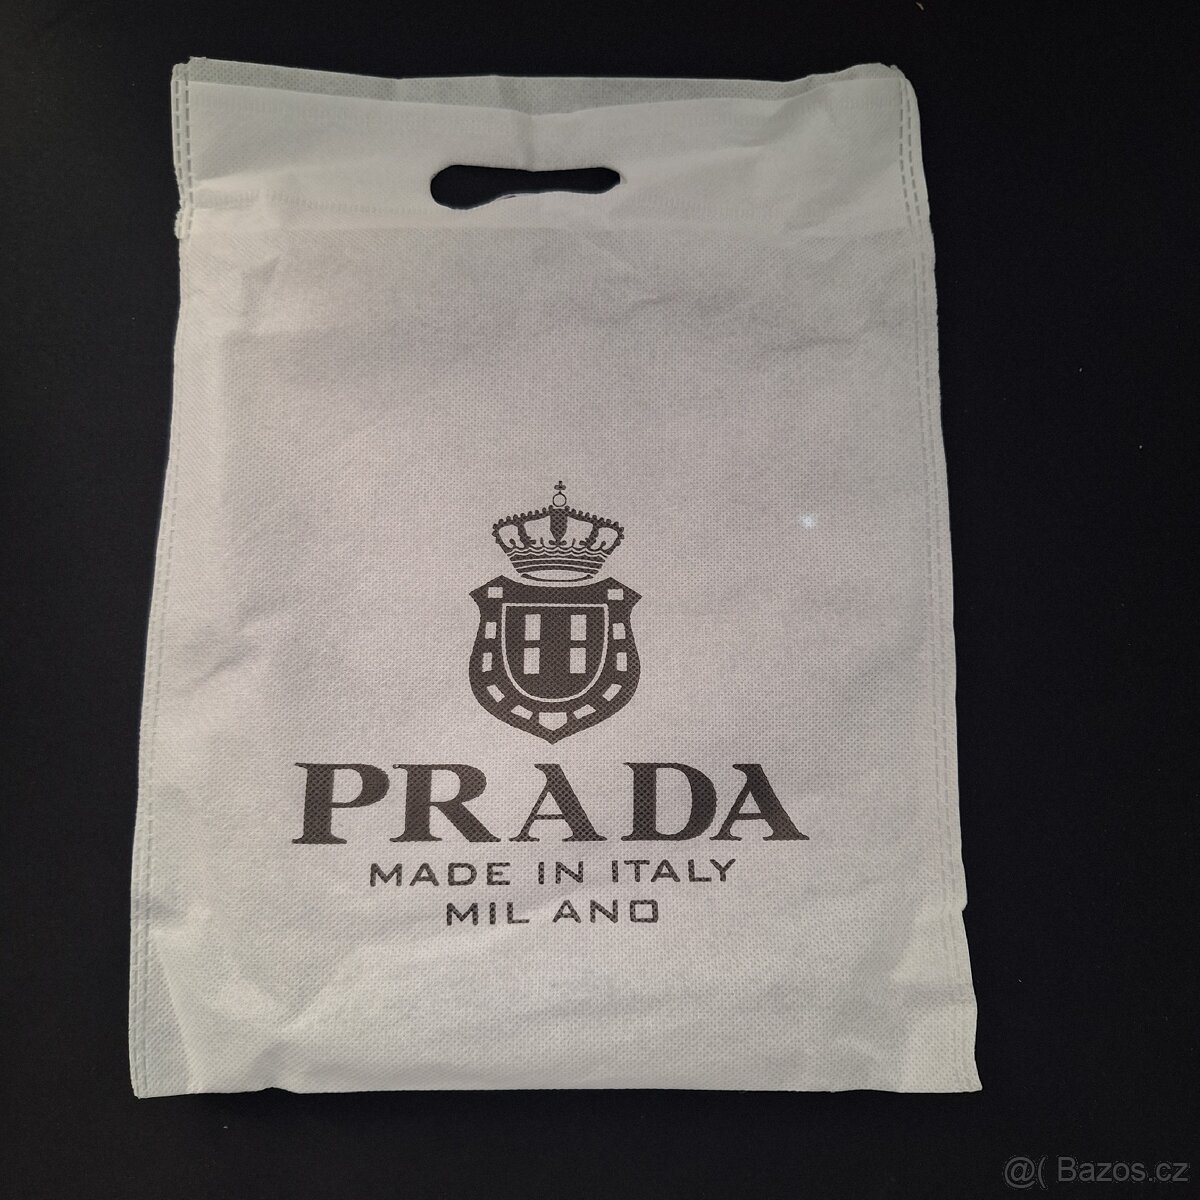 PRADA
MADE IN ITALY
MIL ANO
@( Bazos.cz